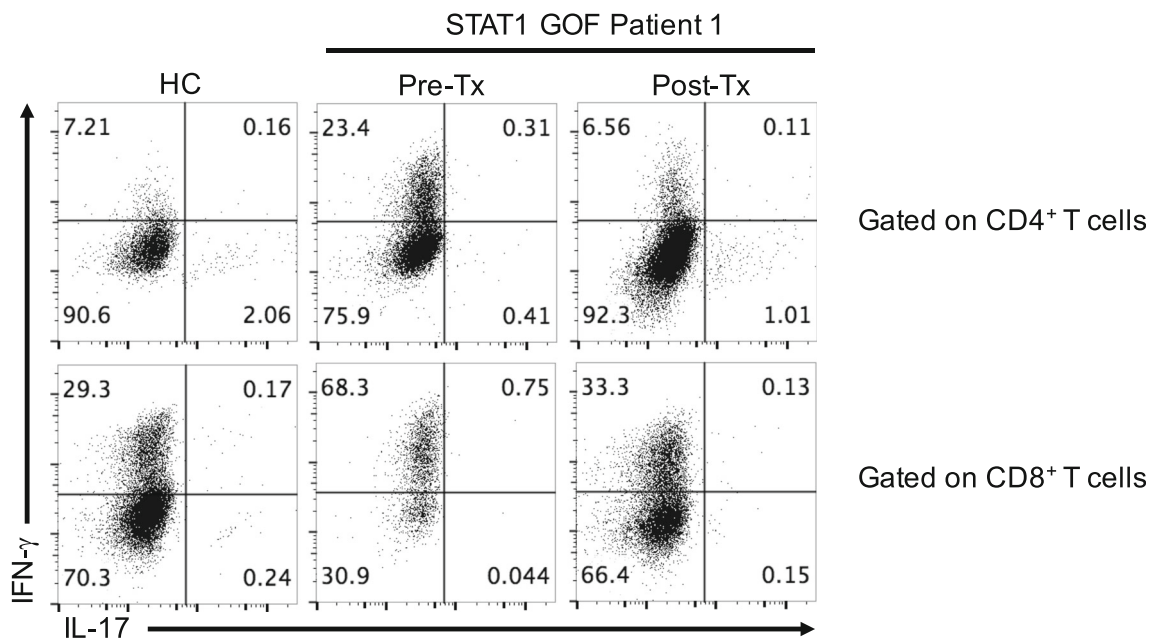 STAT1 GOF Patient 1
HC Pre-Tx Post-Tx
7.21 0.16 23.4 0.31 6.56 0.11
Gated on CD4⁺ T cells
90.6 2.06 75.9 0.41 92.3 1.01
29.3 0.17 68.3 0.75 33.3 0.13
Gated on CD8⁺ T cells
70.3 0.24 30.9 0.044 66.4 0.15
IFN-γ
IL-17